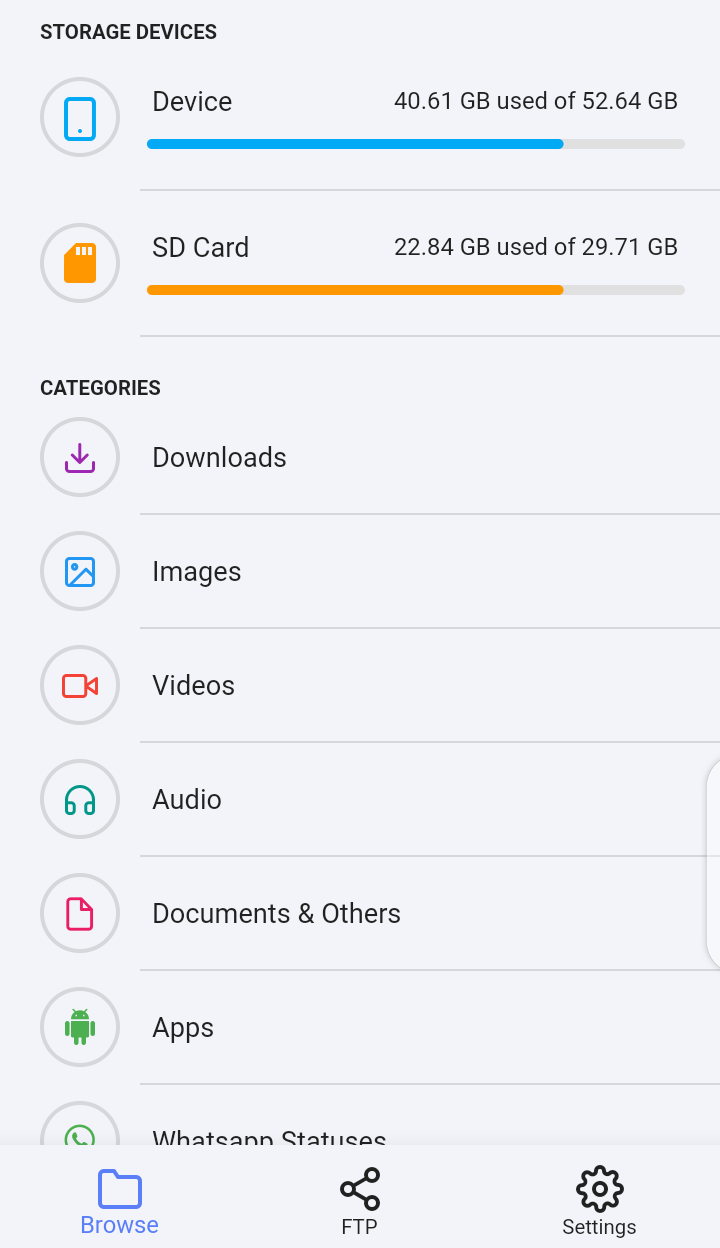 STORAGE DEVICES
Device 40.61 GB used of 52.64 GB
SD Card 22.84 GB used of 29.71 GB
CATEGORIES
Downloads
Images
Videos
Audio
Documents & Others
Apps
Whatsapp Statuses
Browse FTP Settings